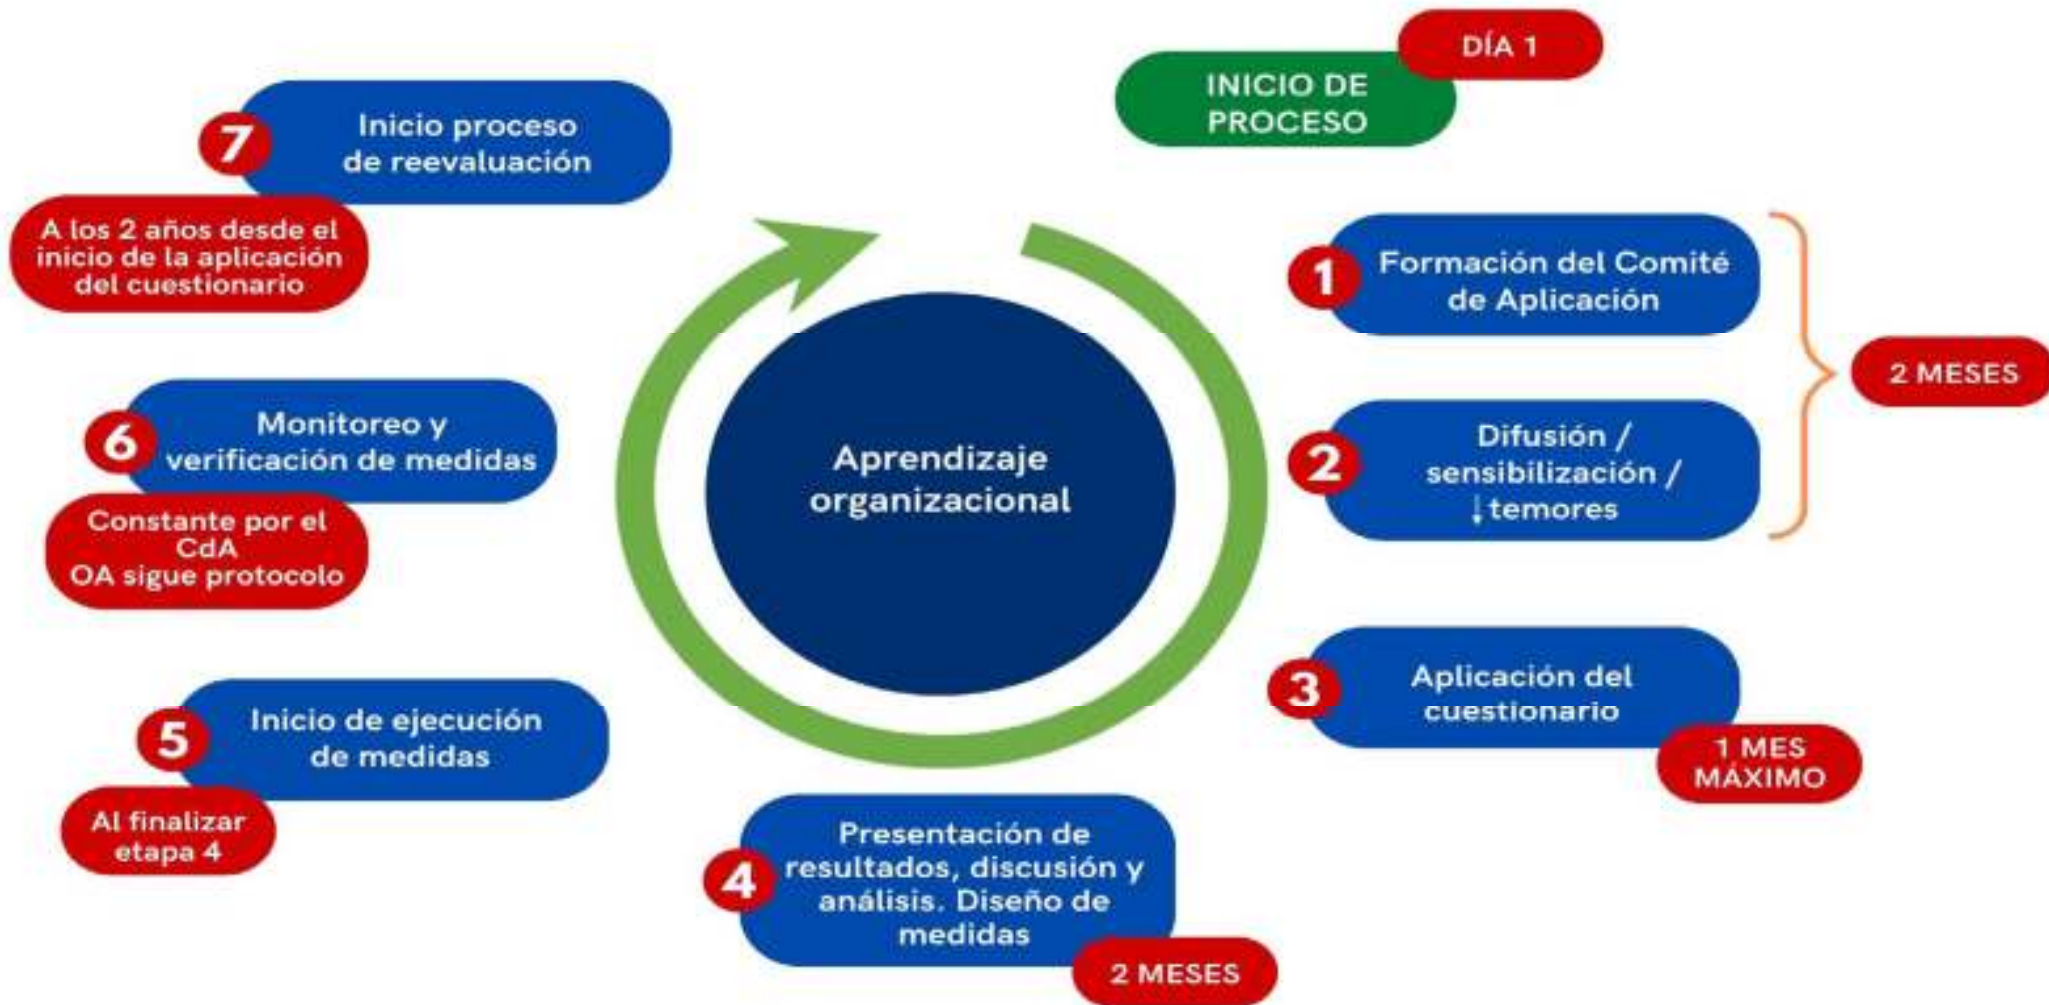 DÍA 1
INICIO DE
PROCESO
1
Formación del Comité
de Aplicación
2
Difusión /
sensibilización /
↓temores
2 MESES
3
Aplicación del
cuestionario
1 MES
MÁXIMO
4
Presentación de
resultados, discusión y
análisis. Diseño de
medidas
2 MESES
5
Inicio de ejecución
de medidas
Al finalizar
etapa 4
6
Monitoreo y
verificación de medidas
Constante por el
CdA
OA sigue protocolo
7
Inicio proceso
de reevaluación
A los 2 años desde el
inicio de la aplicación
del cuestionario
Aprendizaje
organizacional